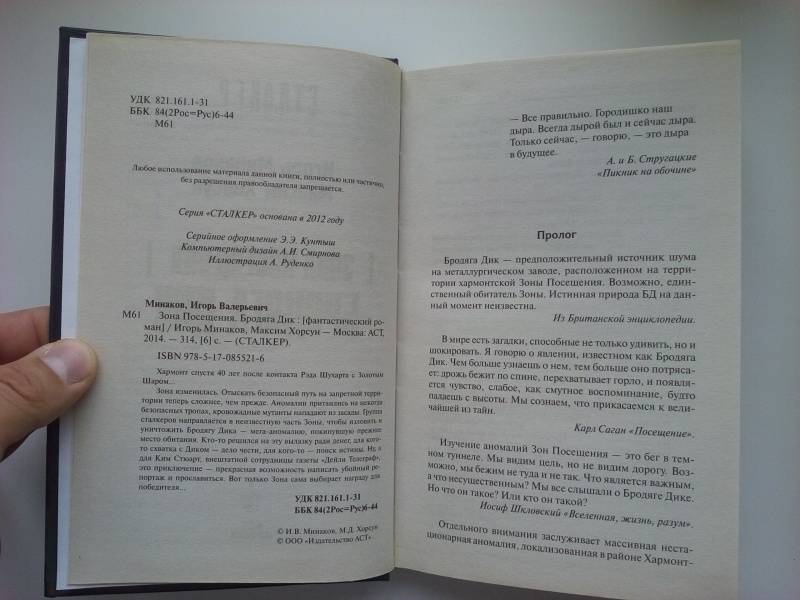 УДК 821.161.1-31
ББК 84(2Рос=Рус)6-44
М61
Любое использование материала данной книги, полностью или частично,
без разрешения правообладателя запрещается.
Серия «СТАЛКЕР» основана в 2012 году
Серийное оформление Э.Э. Кунтыш
Компьютерный дизайн А.И. Смирнова
Иллюстрация А. Руденко
Минаков, Игорь Валерьевич
М61 Зона Посещения. Бродяга Дик : [фантастический ро-
ман] / Игорь Минаков, Максим Хорсун — Москва: АСТ,
2014. — 314, [6] с. — (СТАЛКЕР).
ISBN 978-5-17-085521-6
Хармонт спустя 40 лет после контакта Рэда Шухарта с Золотым
Шаром...
Зона изменилась. Отыскать безопасный путь на запретной терри-
тории теперь сложнее, чем прежде. Аномалии притаились на некогда
безопасных тропах, кровожадные мутанты нападают из засады. Группа
сталкеров направляется в неизвестную часть Зоны, чтобы изловить и
уничтожить Бродягу Дика — мега-аномалию, покинувшую прежнее
место обитания. Кто-то решился на эту вылазку ради денег, для кого-
то схватка с Диком — дело чести, для кого-то — поиск истины. Ну, а
для Ким Стюарт, внештатной сотрудницы газеты «Дейли Телеграф»,
это приключение — прекрасная возможность написать убойный ре-
портаж и прославиться. Вот только Зона сама выбирает награду для
победителя...
УДК 821.161.1-31
ББК 84(2Рос=Рус)6-44
© И.В. Минаков, М.Д. Хорсун
© ООО «Издательство АСТ»
— Все правильно. Городишко наш
дыра. Всегда дырой был и сейчас дыра.
Только сейчас, — говорю, — это дыра
в будущее.
А. и Б. Стругацкие
«Пикник на обочине»
Пролог
Бродяга Дик — предположительный источник шума
на металлургическом заводе, расположенном на терри-
тории хармонтской Зоны Посещения. Возможно, един-
ственный обитатель Зоны. Истинная природа БД на дан-
ный момент неизвестна.
Из Британской энциклопедии.
В мире есть загадки, способные не только удивить, но и
шокировать. Я говорю о явлении, известном как Бродяга
Дик. Чем больше узнаешь о нем, тем больше оно потряса-
ет: дрожь бежит по спине, перехватывает горло, и появля-
ется чувство, слабое, как смутное воспоминание, будто
падаешь с высоты. Мы сознаем, что прикасаемся к вели-
чайшей из тайн.
Карл Саган «Посещение».
Изучение аномалий Зон Посещения — это бег в тем-
ном туннеле. Мы видим цель, но не видим дорогу. Воз-
можно, мы бежим не туда и не так. Что является важным,
а что несущественным? Мы все слышали о Бродяге Дике.
Но что он такое? Или кто он такой?
Иосиф Шкловский «Вселенная, жизнь, разум».
Отдельного внимания заслуживает массивная неста-
ционарная аномалия, локализованная в районе Хармонт-